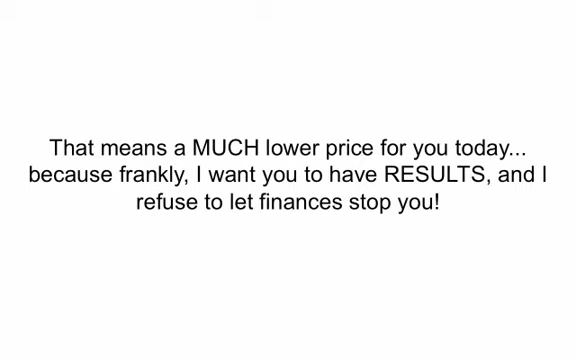 That means a MUCH lower price for you today...
because frankly, I want you to have RESULTS, and I
refuse to let finances stop you!